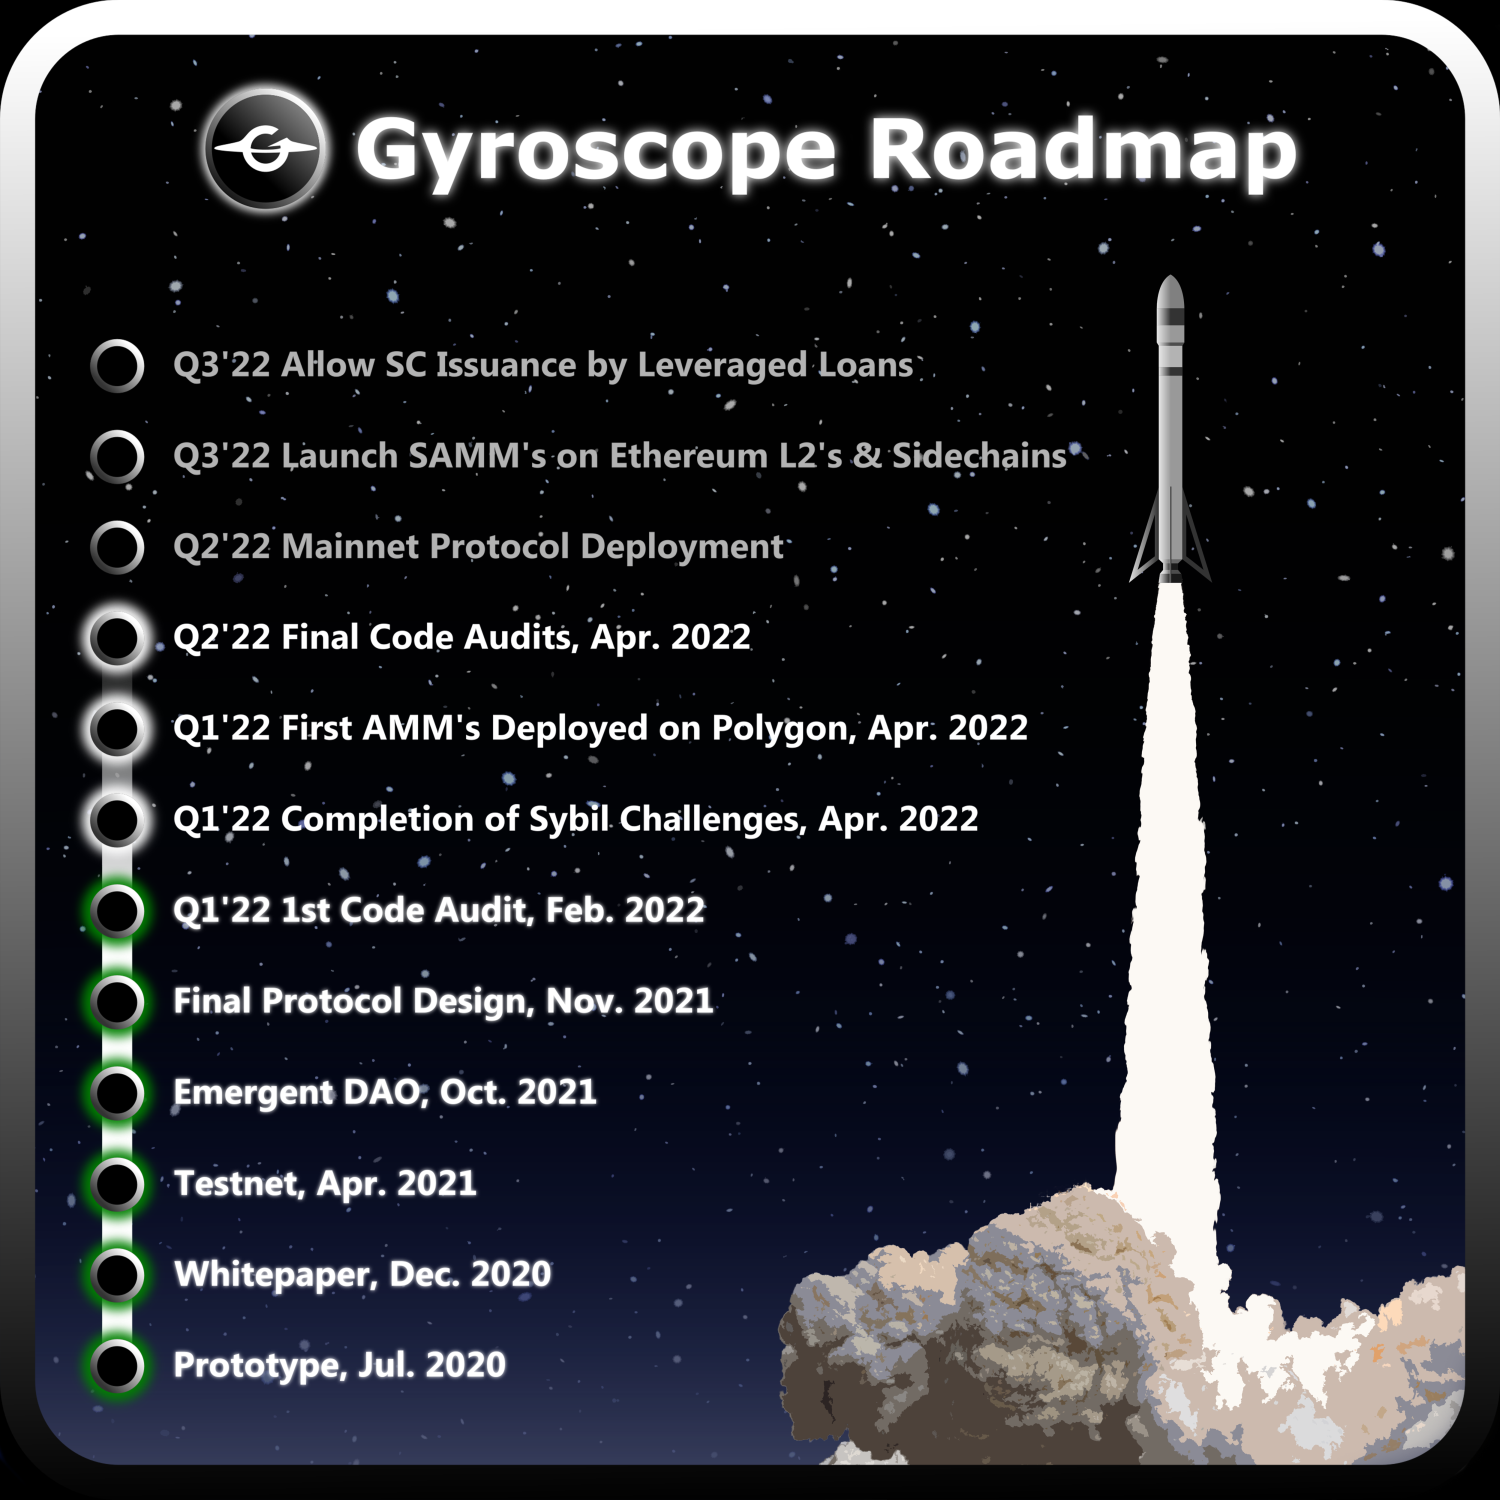 Gyroscope Roadmap
Q3'22 Allow SC Issuance by Leveraged Loans
Q3'22 Launch SAMM's on Ethereum L2's & Sidechains
Q2'22 Mainnet Protocol Deployment
Q2'22 Final Code Audits, Apr. 2022
Q1'22 First AMM's Deployed on Polygon, Apr. 2022
Q1'22 Completion of Sybil Challenges, Apr. 2022
Q1'22 1st Code Audit, Feb. 2022
Final Protocol Design, Nov. 2021
Emergent DAO, Oct. 2021
Testnet, Apr. 2021
Whitepaper, Dec. 2020
Prototype, Jul. 2020